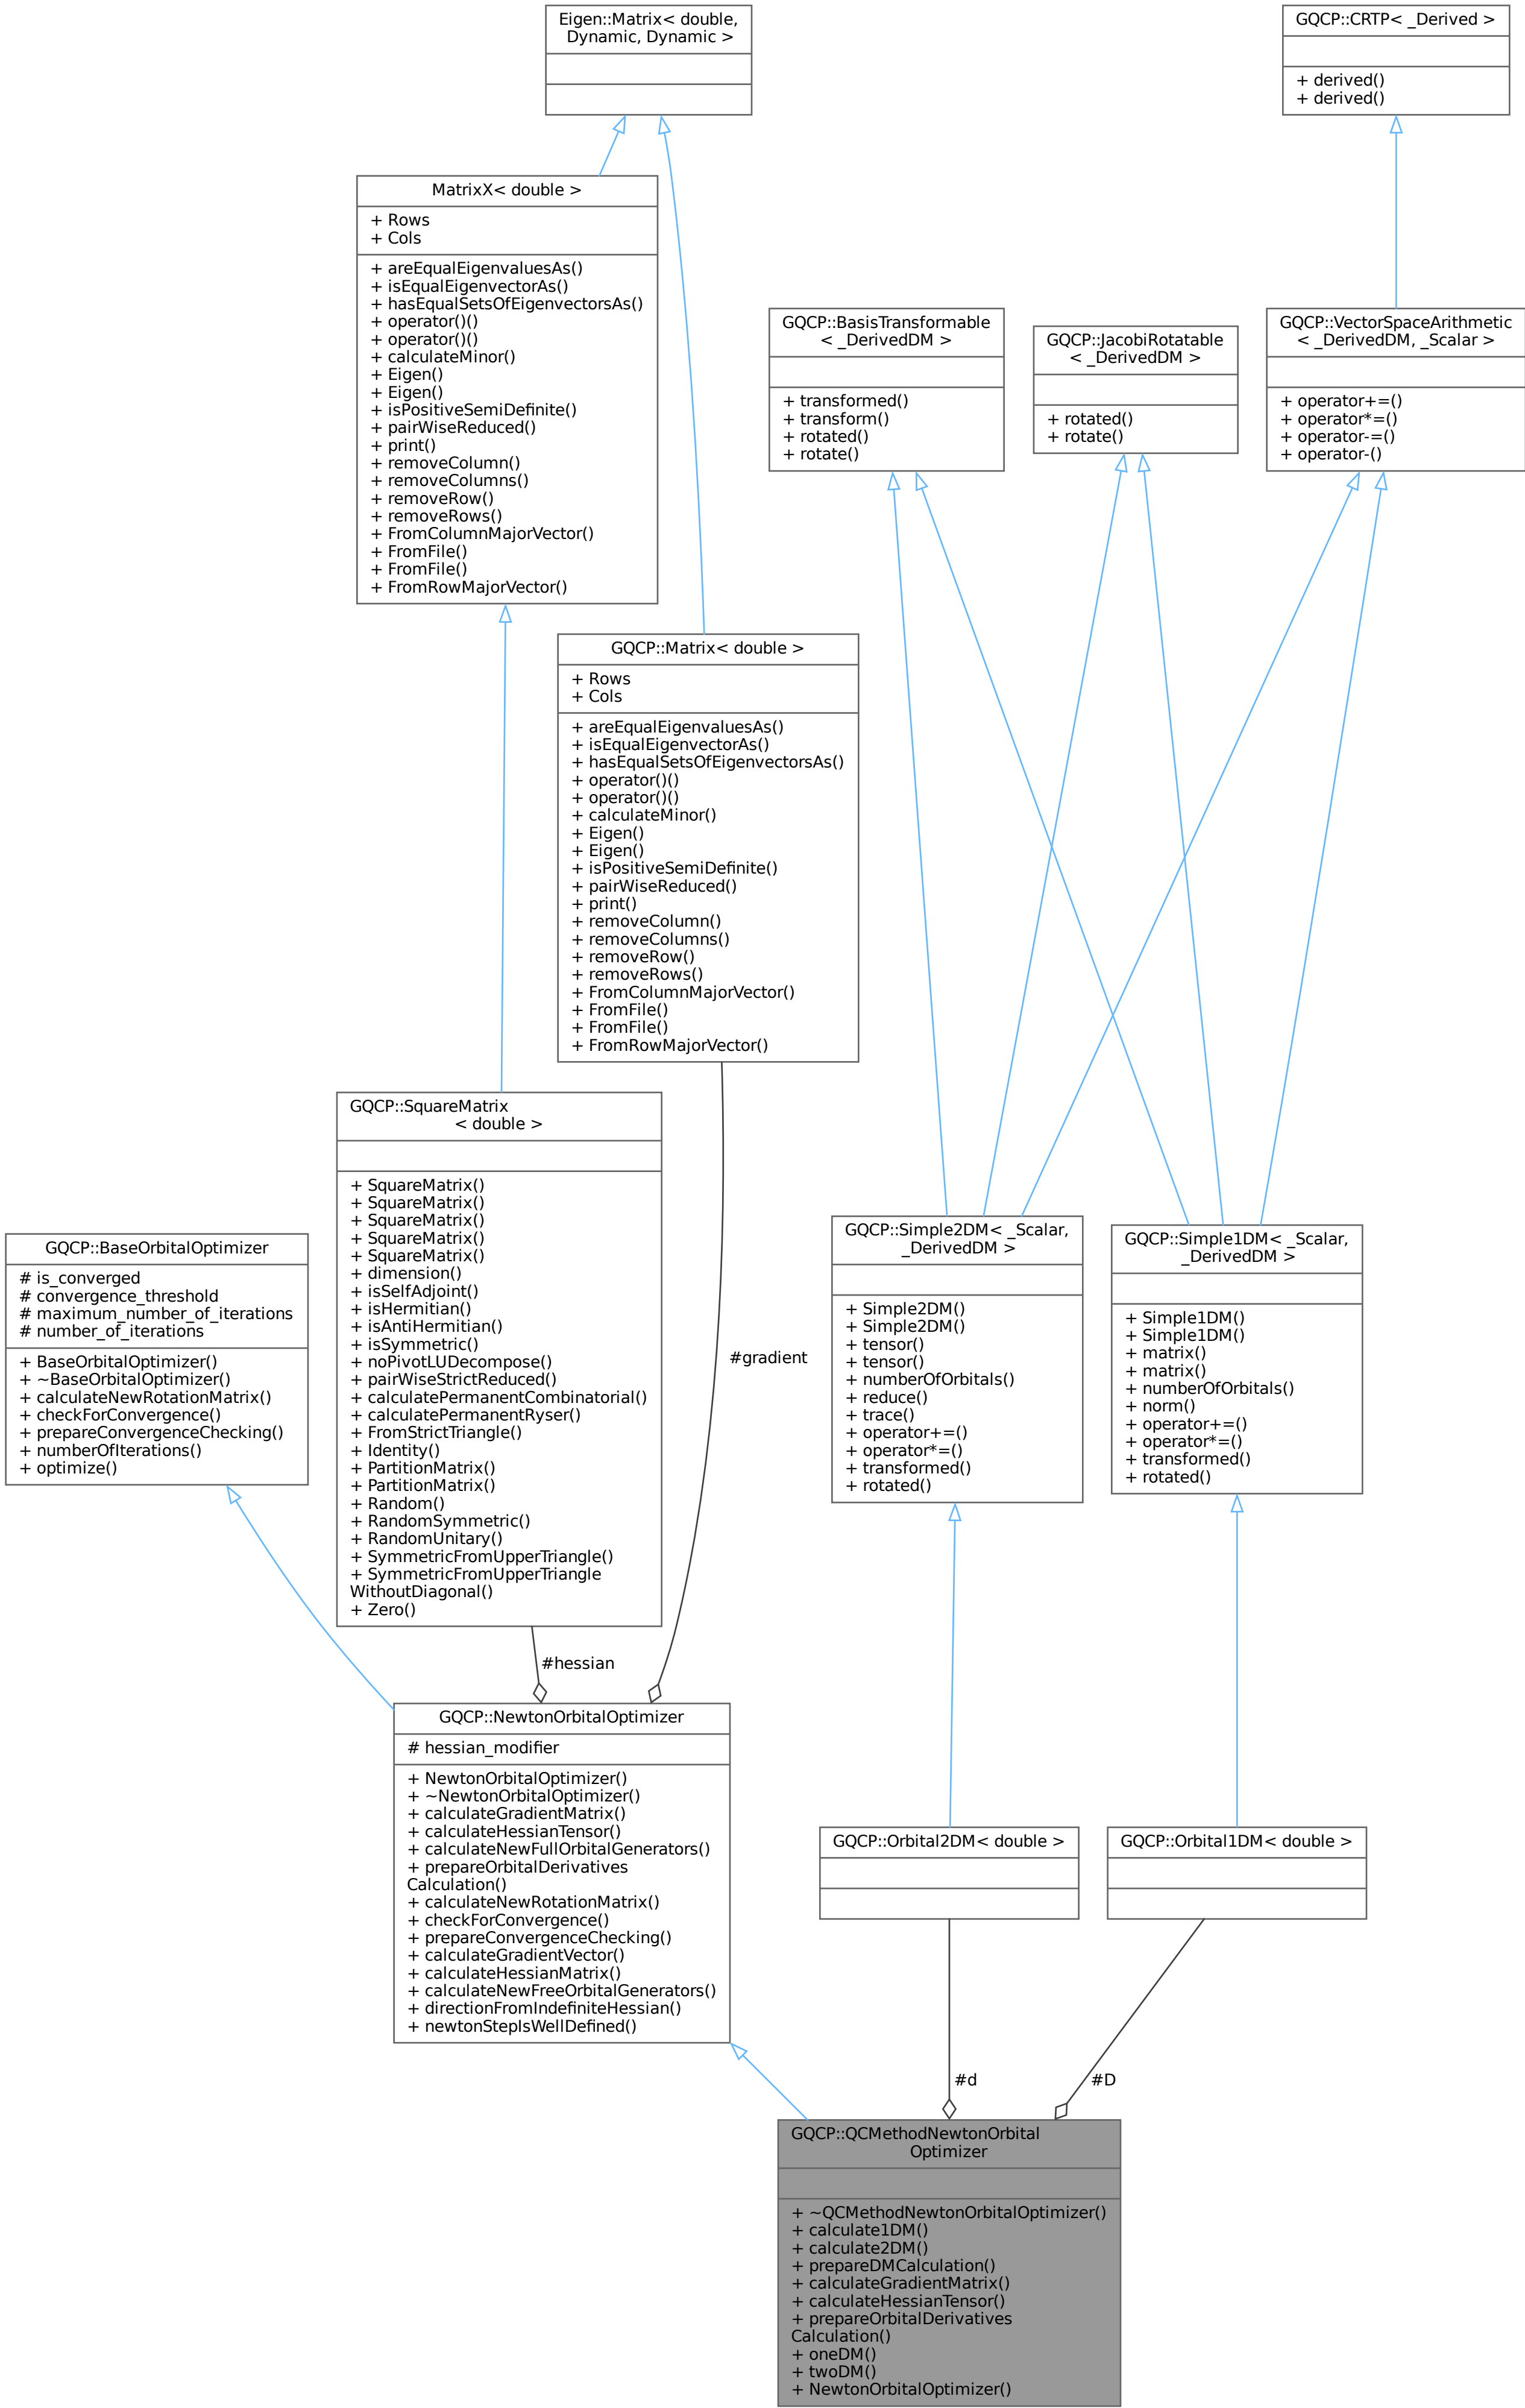 Eigen::Matrix< double,
Dynamic, Dynamic >
GQCP::CRTP< _Derived >
+ derived()
+ derived()
MatrixX< double >
+ Rows
+ Cols
+ areEqualEigenvaluesAs()
+ isEqualEigenvectorAs()
+ hasEqualSetsOfEigenvectorsAs()
+ operator()()
+ operator()()
+ calculateMinor()
+ Eigen()
+ Eigen()
+ isPositiveSemiDefinite()
+ pairWiseReduced()
+ print()
+ removeColumn()
+ removeColumns()
+ removeRow()
+ removeRows()
+ FromColumnMajorVector()
+ FromFile()
+ FromFile()
+ FromRowMajorVector()
GQCP::BasisTransformable
< _DerivedDM >
+ transformed()
+ transform()
+ rotated()
+ rotate()
GQCP::JacobiRotatable
< _DerivedDM >
+ rotated()
+ rotate()
GQCP::VectorSpaceArithmetic
< _DerivedDM, _Scalar >
+ operator+=()
+ operator*=()
+ operator-=()
+ operator-()
GQCP::Matrix< double >
+ Rows
+ Cols
+ areEqualEigenvaluesAs()
+ isEqualEigenvectorAs()
+ hasEqualSetsOfEigenvectorsAs()
+ operator()()
+ operator()()
+ calculateMinor()
+ Eigen()
+ Eigen()
+ isPositiveSemiDefinite()
+ pairWiseReduced()
+ print()
+ removeColumn()
+ removeColumns()
+ removeRow()
+ removeRows()
+ FromColumnMajorVector()
+ FromFile()
+ FromFile()
+ FromRowMajorVector()
GQCP::SquareMatrix
< double >
+ SquareMatrix()
+ SquareMatrix()
+ SquareMatrix()
+ SquareMatrix()
+ SquareMatrix()
+ dimension()
+ isSelfAdjoint()
+ isHermitian()
+ isAntiHermitian()
+ isSymmetric()
+ noPivotLUDecompose()
+ pairWiseStrictReduced()
+ calculatePermanentCombinatorial()
+ calculatePermanentRyser()
+ FromStrictTriangle()
+ Identity()
+ PartitionMatrix()
+ PartitionMatrix()
+ Random()
+ RandomSymmetric()
+ RandomUnitary()
+ SymmetricFromUpperTriangle()
+ SymmetricFromUpperTriangle
WithoutDiagonal()
+ Zero()
GQCP::BaseOrbitalOptimizer
# is_converged
# convergence_threshold
# maximum_number_of_iterations
# number_of_iterations
+ BaseOrbitalOptimizer()
+ ~BaseOrbitalOptimizer()
+ calculateNewRotationMatrix()
+ checkForConvergence()
+ prepareConvergenceChecking()
+ numberOfIterations()
+ optimize()
#gradient
GQCP::Simple2DM< _Scalar,
_DerivedDM >
+ Simple2DM()
+ Simple2DM()
+ tensor()
+ tensor()
+ numberOfOrbitals()
+ reduce()
+ trace()
+ operator+=()
+ operator*=()
+ transformed()
+ rotated()
GQCP::Simple1DM< _Scalar,
_DerivedDM >
+ Simple1DM()
+ Simple1DM()
+ matrix()
+ matrix()
+ numberOfOrbitals()
+ norm()
+ operator+=()
+ operator*=()
+ transformed()
+ rotated()
#hessian
GQCP::NewtonOrbitalOptimizer
# hessian_modifier
+ NewtonOrbitalOptimizer()
+ ~NewtonOrbitalOptimizer()
+ calculateGradientMatrix()
+ calculateHessianTensor()
+ calculateNewFullOrbitalGenerators()
+ prepareOrbitalDerivatives
Calculation()
+ calculateNewRotationMatrix()
+ checkForConvergence()
+ prepareConvergenceChecking()
+ calculateGradientVector()
+ calculateHessianMatrix()
+ calculateNewFreeOrbitalGenerators()
+ directionFromIndefiniteHessian()
+ newtonStepIsWellDefined()
GQCP::Orbital2DM< double >
GQCP::Orbital1DM< double >
#d
#D
GQCP::QCMethodNewtonOrbital
Optimizer
+ ~QCMethodNewtonOrbitalOptimizer()
+ calculate1DM()
+ calculate2DM()
+ prepareDMCalculation()
+ calculateGradientMatrix()
+ calculateHessianTensor()
+ prepareOrbitalDerivatives
Calculation()
+ oneDM()
+ twoDM()
+ NewtonOrbitalOptimizer()